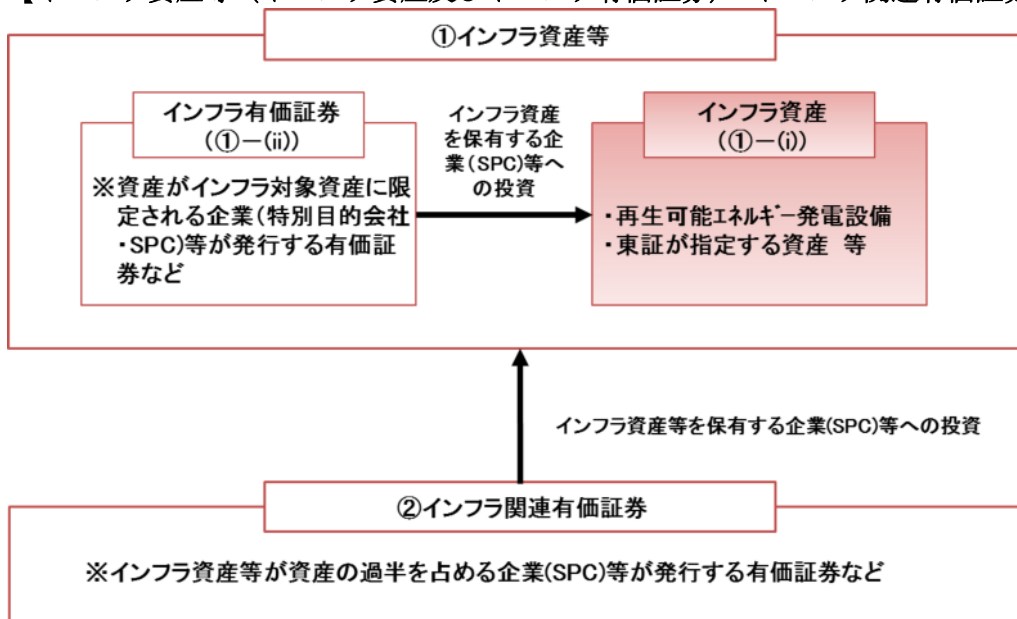 ①インフラ資産等
インフラ有価証券
(①ー(ii))
※資産がインフラ対象資産に限
定される企業(特別目的会社
・SPC)等が発行する有価証
券など
インフラ資産
を保有する企
業(SPC)等へ
の投資
インフラ資産
(①ー(i))
・再生可能ｴﾈﾙｷﾞｰ発電設備
・東証が指定する資産 等
インフラ資産等を保有する企業(SPC)等への投資
②インフラ関連有価証券
※インフラ資産等が資産の過半を占める企業(SPC)等が発行する有価証券など